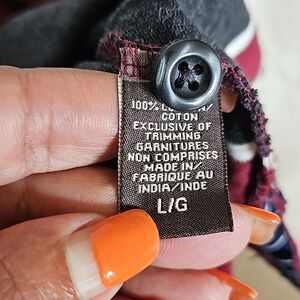 100%
COTON
EXCLUSIVE OF
TRIMMING
GARNITURES
NON COMPRISES
MADE IN/
FABRIQUE AU
INDIA/INDE
L/G